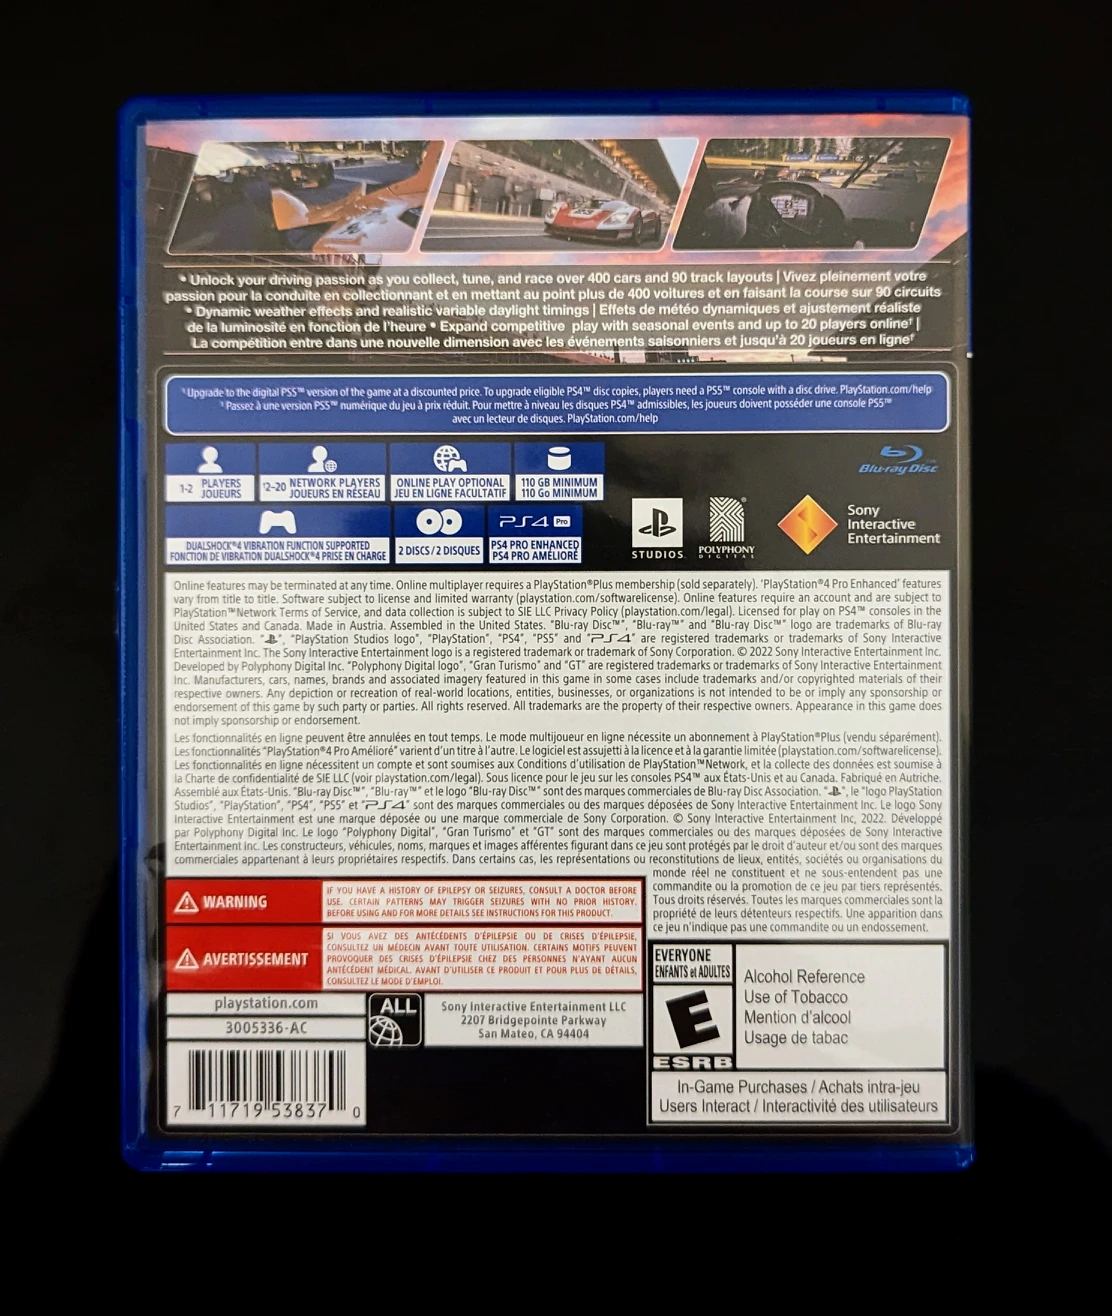 • Unlock your driving passion as you collect, tune, and race over 400 cars and 90 track layouts | Vivez pleinement votre
passion pour la conduite en collectionnant et en mettant au point plus de 400 voitures et en faisant la course sur 90 circuits
• Dynamic weather effects and realistic variable daylight timings | Effets de météo dynamiques et ajustement réaliste
de la luminosité en fonction de l'heure • Expand competitive play with seasonal events and up to 20 players online† |
La compétition entre dans une nouvelle dimension avec les événements saisonniers et jusqu'à 20 joueurs en ligne†
¹Upgrade to the digital PS5™ version of the game at a discounted price. To upgrade eligible PS4™ disc copies, players need a PS5™ console with a disc drive. PlayStation.com/help
¹Passez à une version PS5™ numérique du jeu à prix réduit. Pour mettre à niveau les disques PS4™ admissibles, les joueurs doivent posséder une console PS5™
avec un lecteur de disques. PlayStation.com/help
Blu-ray Disc™
1-2 PLAYERS
JOUEURS
†2-20 NETWORK PLAYERS
JOUEURS EN RÉSEAU
ONLINE PLAY OPTIONAL
JEU EN LIGNE FACULTATIF
110 GB MINIMUM
110 Go MINIMUM
DUALSHOCK®4 VIBRATION FUNCTION SUPPORTED
FONCTION DE VIBRATION DUALSHOCK®4 PRISE EN CHARGE
2 DISCS / 2 DISQUES
PS4 Pro
PS4 PRO ENHANCED
PS4 PRO AMÉLIORÉ
STUDIOS
POLYPHONY
DIGITAL
Sony
Interactive
Entertainment
Online features may be terminated at any time. Online multiplayer requires a PlayStation®Plus membership (sold separately). 'PlayStation®4 Pro Enhanced' features
vary from title to title. Software subject to license and limited warranty (playstation.com/softwarelicense). Online features require an account and are subject to
PlayStation™Network Terms of Service, and data collection is subject to SIE LLC Privacy Policy (playstation.com/legal). Licensed for play on PS4™ consoles in the
United States and Canada. Made in Austria. Assembled in the United States. "Blu-ray Disc™", "Blu-ray™" and "Blu-ray Disc™" logo are trademarks of Blu-ray
Disc Association. "PS", "PlayStation Studios logo", "PlayStation", "PS4", "PS5" and "PS4" are registered trademarks or trademarks of Sony Interactive
Entertainment Inc. The Sony Interactive Entertainment logo is a registered trademark or trademark of Sony Corporation. © 2022 Sony Interactive Entertainment Inc.
Developed by Polyphony Digital Inc. "Polyphony Digital logo", "Gran Turismo" and "GT" are registered trademarks or trademarks of Sony Interactive Entertainment
Inc. Manufacturers, cars, names, brands and associated imagery featured in this game in some cases include trademarks and/or copyrighted materials of their
respective owners. Any depiction or recreation of real-world locations, entities, businesses, or organizations is not intended to be or imply any sponsorship or
endorsement of this game by such party or parties. All rights reserved. All trademarks are the property of their respective owners. Appearance in this game does
not imply sponsorship or endorsement.
Les fonctionnalités en ligne peuvent être annulées en tout temps. Le mode multijoueur en ligne nécessite un abonnement à PlayStation®Plus (vendu séparément).
Les fonctionnalités "PlayStation®4 Pro Amélioré" varient d'un titre à l'autre. Le logiciel est assujetti à la licence et à la garantie limitée (playstation.com/softwarelicense).
Les fonctionnalités en ligne nécessitent un compte et sont soumises aux Conditions d'utilisation de PlayStation™Network, et la collecte des données est soumise à
la Charte de confidentialité de SIE LLC (voir playstation.com/legal). Sous licence pour le jeu sur les consoles PS4™ aux États-Unis et au Canada. Fabriqué en Autriche.
Assemblé aux États-Unis. "Blu-ray Disc™", "Blu-ray™" et le logo "Blu-ray Disc™" sont des marques commerciales de Blu-ray Disc Association. "PS", le "logo PlayStation
Studios", "PlayStation", "PS4", "PS5" et "PS4" sont des marques commerciales ou des marques déposées de Sony Interactive Entertainment Inc. Le logo Sony
Interactive Entertainment est une marque déposée ou une marque commerciale de Sony Corporation. © Sony Interactive Entertainment Inc, 2022. Développé
par Polyphony Digital Inc. Le logo "Polyphony Digital", "Gran Turismo" et "GT" sont des marques commerciales ou des marques déposées de Sony Interactive
Entertainment Inc. Les constructeurs, véhicules, noms, marques et images afférentes figurant dans ce jeu sont protégés par le droit d'auteur et/ou sont des marques
commerciales appartenant à leurs propriétaires respectifs. Dans certains cas, les représentations ou reconstitutions de lieux, entités, sociétés ou organisations du
monde réel ne constituent et ne sous-entendent pas une
commandite ou la promotion de ce jeu par tiers représentés.
Tous droits réservés. Toutes les marques commerciales sont la
propriété de leurs détenteurs respectifs. Une apparition dans
ce jeu n'indique pas une commandite ou un endossement.
WARNING
IF YOU HAVE A HISTORY OF EPILEPSY OR SEIZURES, CONSULT A DOCTOR BEFORE
USE. CERTAIN PATTERNS MAY TRIGGER SEIZURES WITH NO PRIOR HISTORY.
BEFORE USING AND FOR MORE DETAILS SEE INSTRUCTIONS FOR THIS PRODUCT.
AVERTISSEMENT
SI VOUS AVEZ DES ANTÉCÉDENTS D'ÉPILEPSIE OU DE CRISES D'ÉPILEPSIE,
CONSULTEZ UN MÉDECIN AVANT TOUTE UTILISATION. CERTAINS MOTIFS PEUVENT
PROVOQUER DES CRISES D'ÉPILEPSIE CHEZ DES PERSONNES N'AYANT AUCUN
ANTÉCÉDENT MÉDICAL. AVANT D'UTILISER CE PRODUIT ET POUR PLUS DE DÉTAILS,
CONSULTEZ LE MODE D'EMPLOI.
playstation.com
3005336-AC
ALL
Sony Interactive Entertainment LLC
2207 Bridgepointe Parkway
San Mateo, CA 94404
7 11719 53837 0
EVERYONE
ENFANTS et ADULTES
E
ESRB
Alcohol Reference
Use of Tobacco
Mention d'alcool
Usage de tabac
In-Game Purchases / Achats intra-jeu
Users Interact / Interactivité des utilisateurs